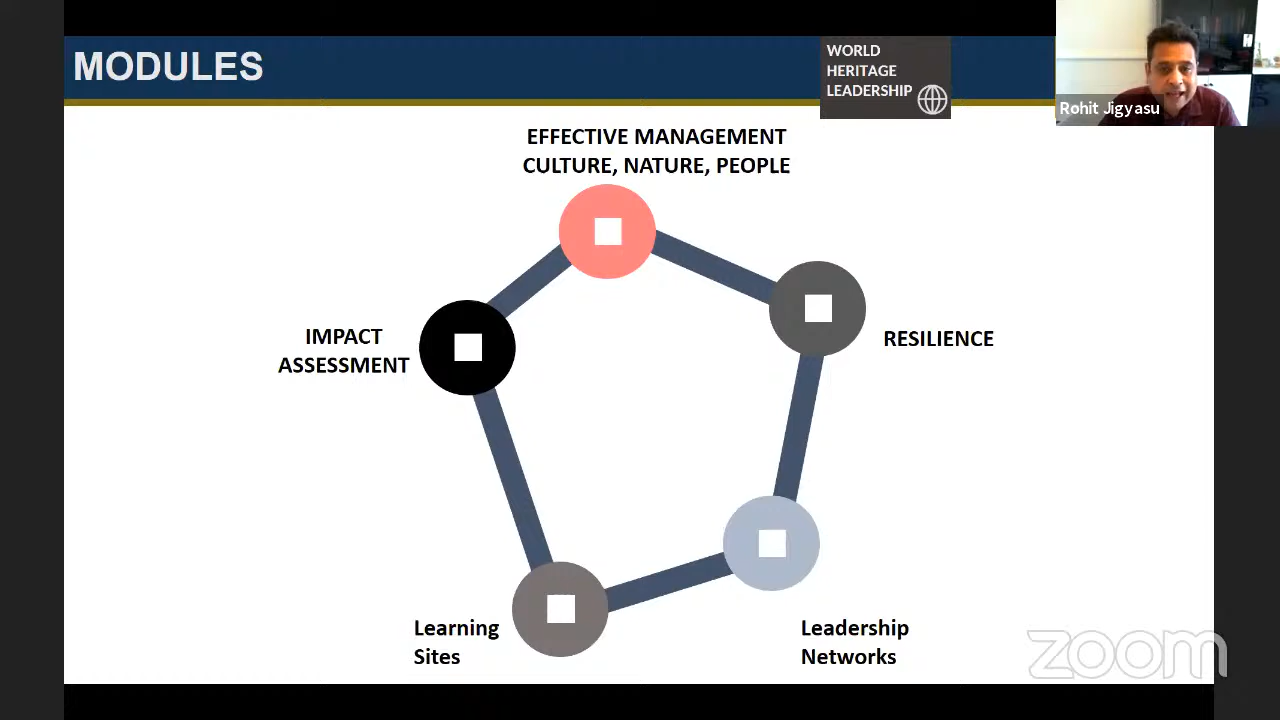 MODULES
WORLD
HERITAGE
LEADERSHIP
Rohit Jigyasu
EFFECTIVE MANAGEMENT
CULTURE, NATURE, PEOPLE
IMPACT
ASSESSMENT
RESILIENCE
Learning
Sites
Leadership
Networks
zoom